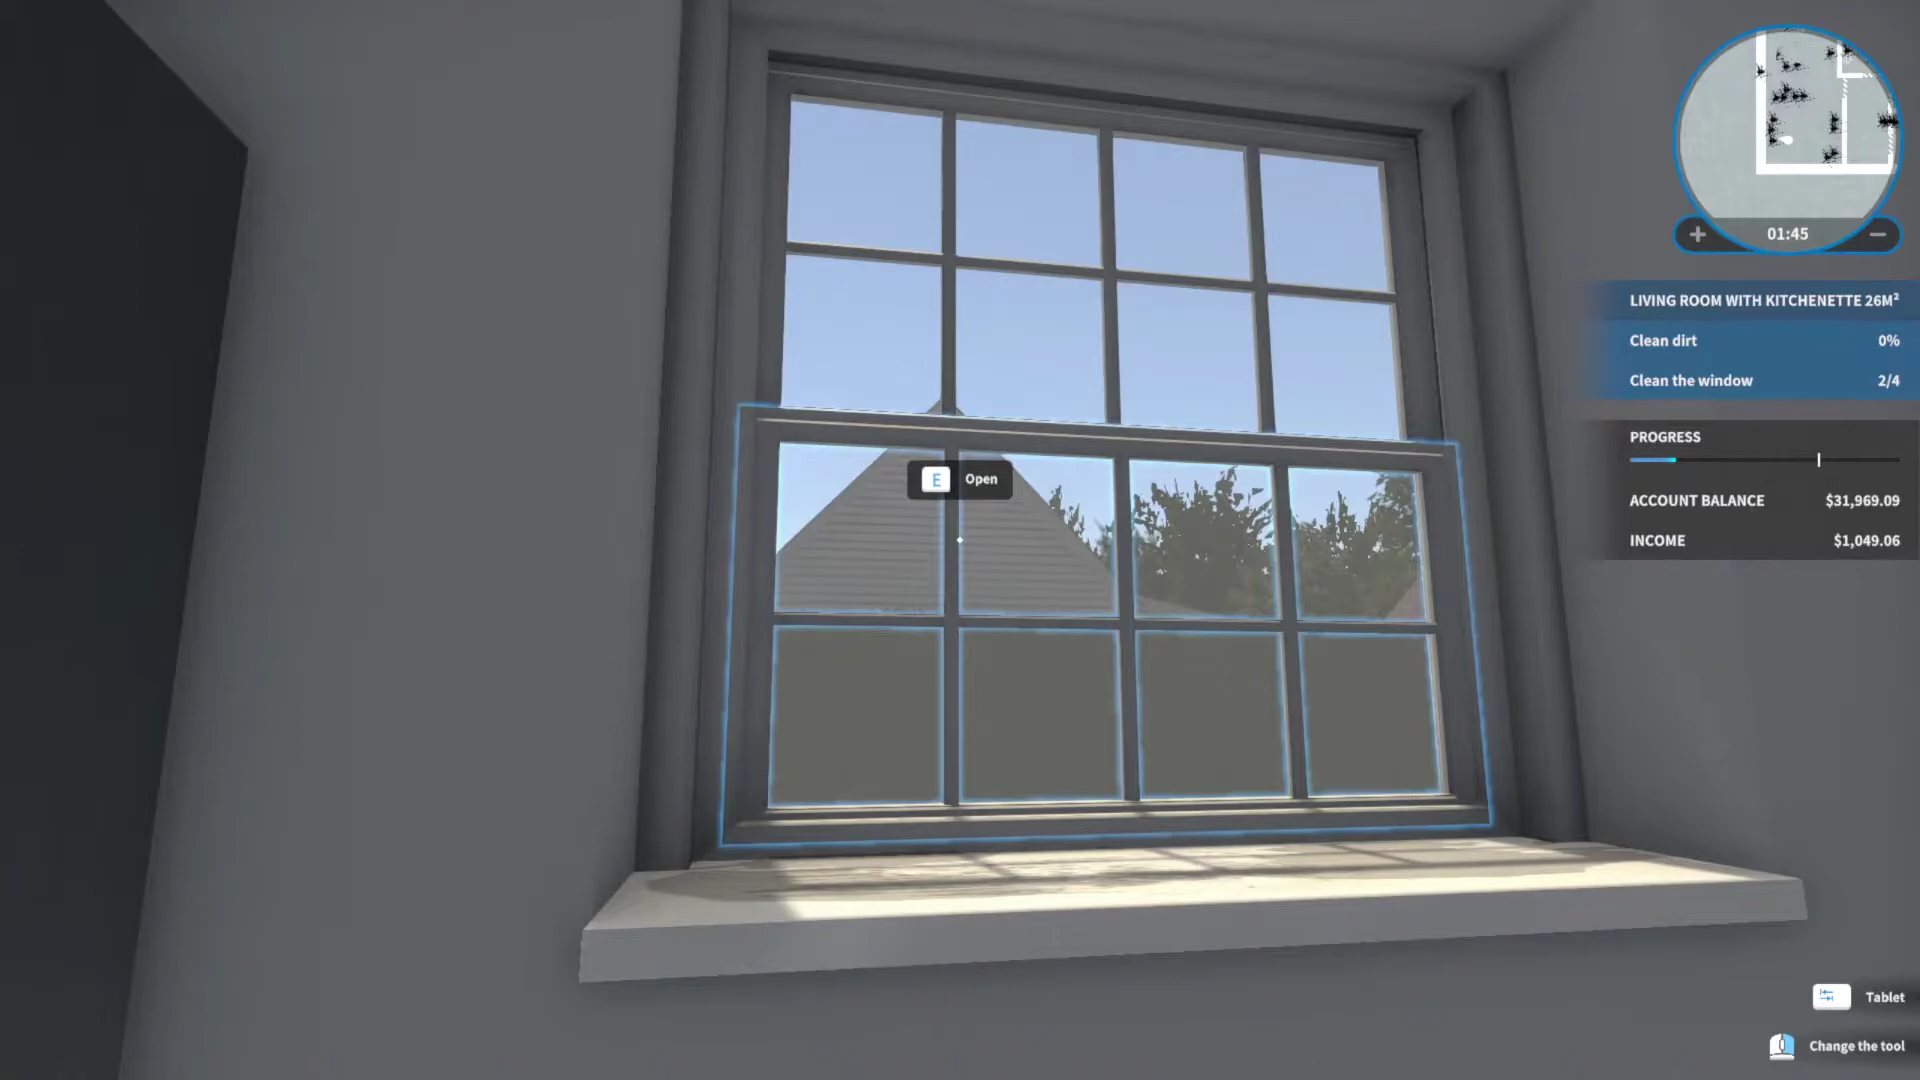 01:45
LIVING ROOM WITH KITCHENETTE 26M²
Clean dirt 0%
Clean the window 2/4
PROGRESS
ACCOUNT BALANCE $31,969.09
INCOME $1,049.06
E Open
Tablet
Change the tool